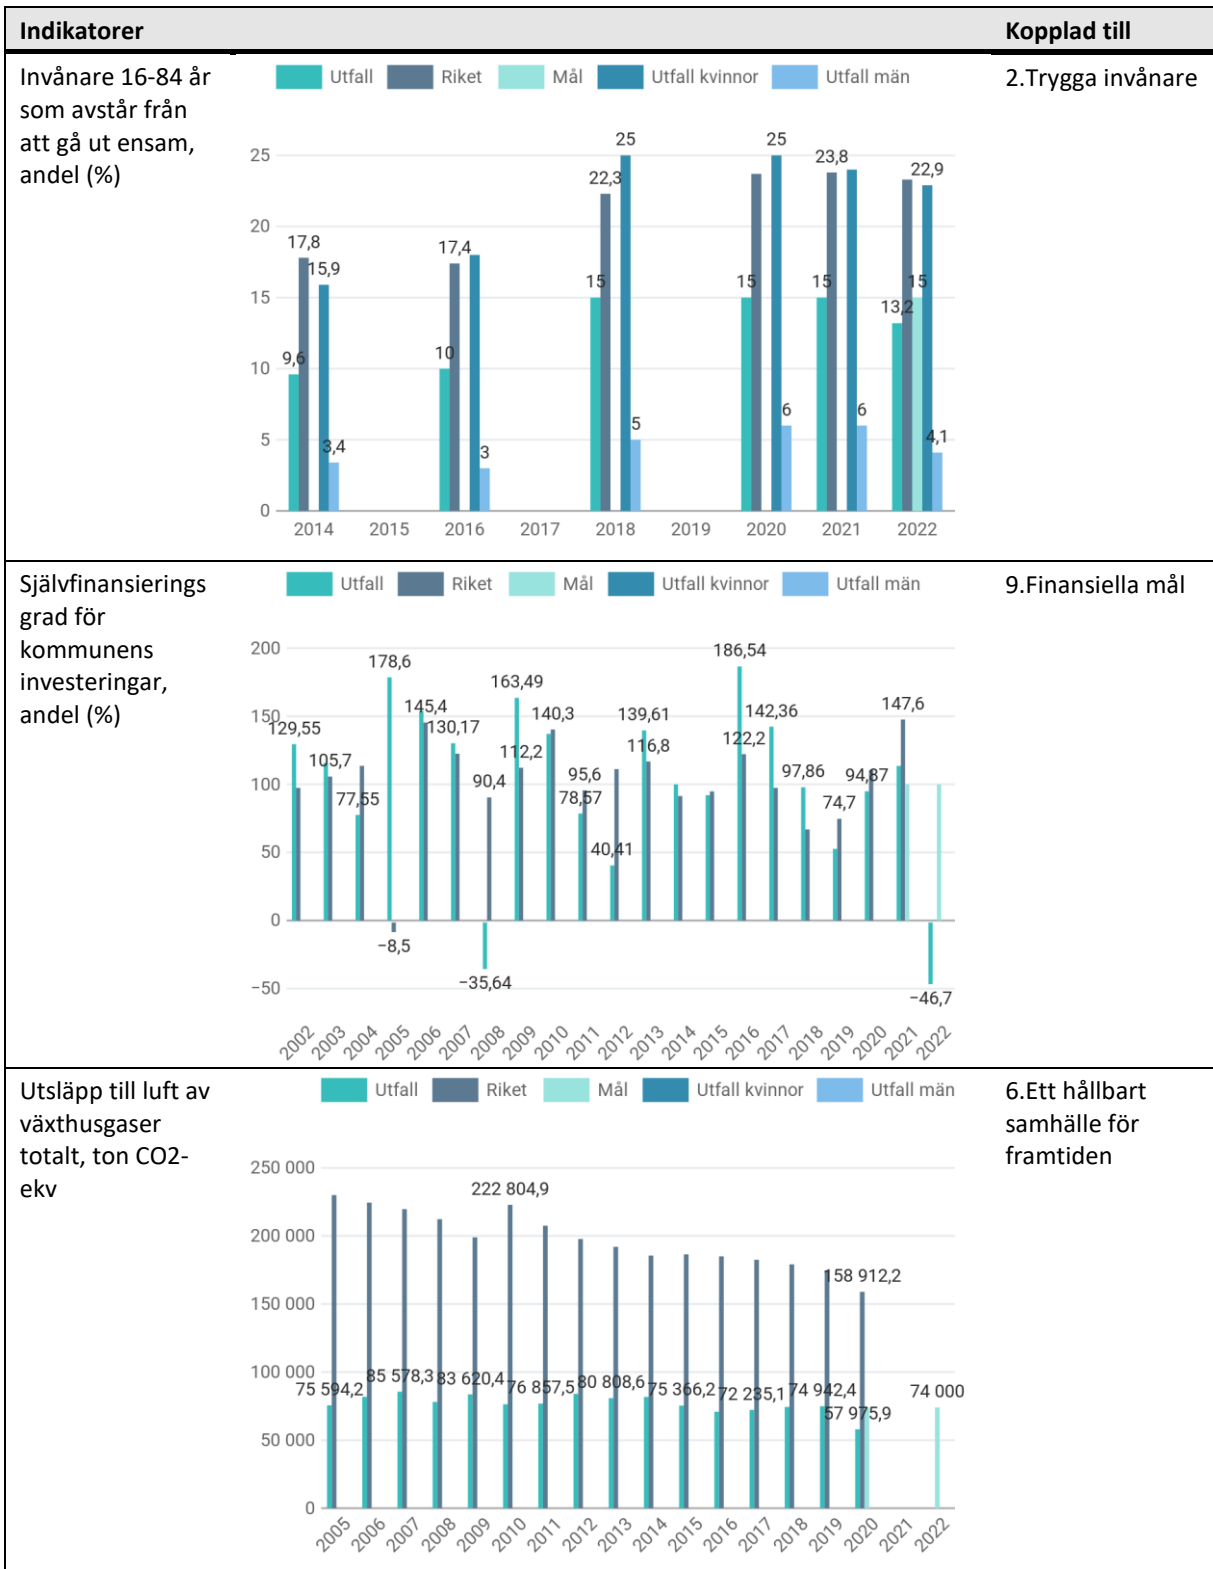 Indikatorer Kopplad till
Invånare 16-84 år
som avstår från
att gå ut ensam,
andel (%)
Utfall Riket Mål Utfall kvinnor Utfall män
2.Trygga invånare
25
20
15
10
5
0
9,6 17,8 15,9 3,4
10 17,4 3
15 22,3 25 5
15 25 6
15 23,8 6
13,2 15 22,9 4,1
2014 2015 2016 2017 2018 2019 2020 2021 2022
Självfinansierings
grad för
kommunens
investeringar,
andel (%)
Utfall Riket Mål Utfall kvinnor Utfall män
9.Finansiella mål
200
150
100
50
0
−50
129,55 105,7 77,55 178,6 −8,5 145,4 130,17 −35,64 90,4 163,49 112,2 140,3 78,57 95,6 40,41 139,61 116,8 186,54 122,2 142,36 97,86 74,7 94,87 147,6 −46,7
2002 2003 2004 2005 2006 2007 2008 2009 2010 2011 2012 2013 2014 2015 2016 2017 2018 2019 2020 2021 2022
Utsläpp till luft av
växthusgaser
totalt, ton CO2-
ekv
Utfall Riket Mål Utfall kvinnor Utfall män
6.Ett hållbart
samhälle för
framtiden
250 000
200 000
150 000
100 000
50 000
0
222 804,9
158 912,2
75 594,2 85 578,3 83 620,4 76 857,5 80 808,6 75 366,2 72 235,1 74 942,4 57 975,9 74 000
2005 2006 2007 2008 2009 2010 2011 2012 2013 2014 2015 2016 2017 2018 2019 2020 2021 2022